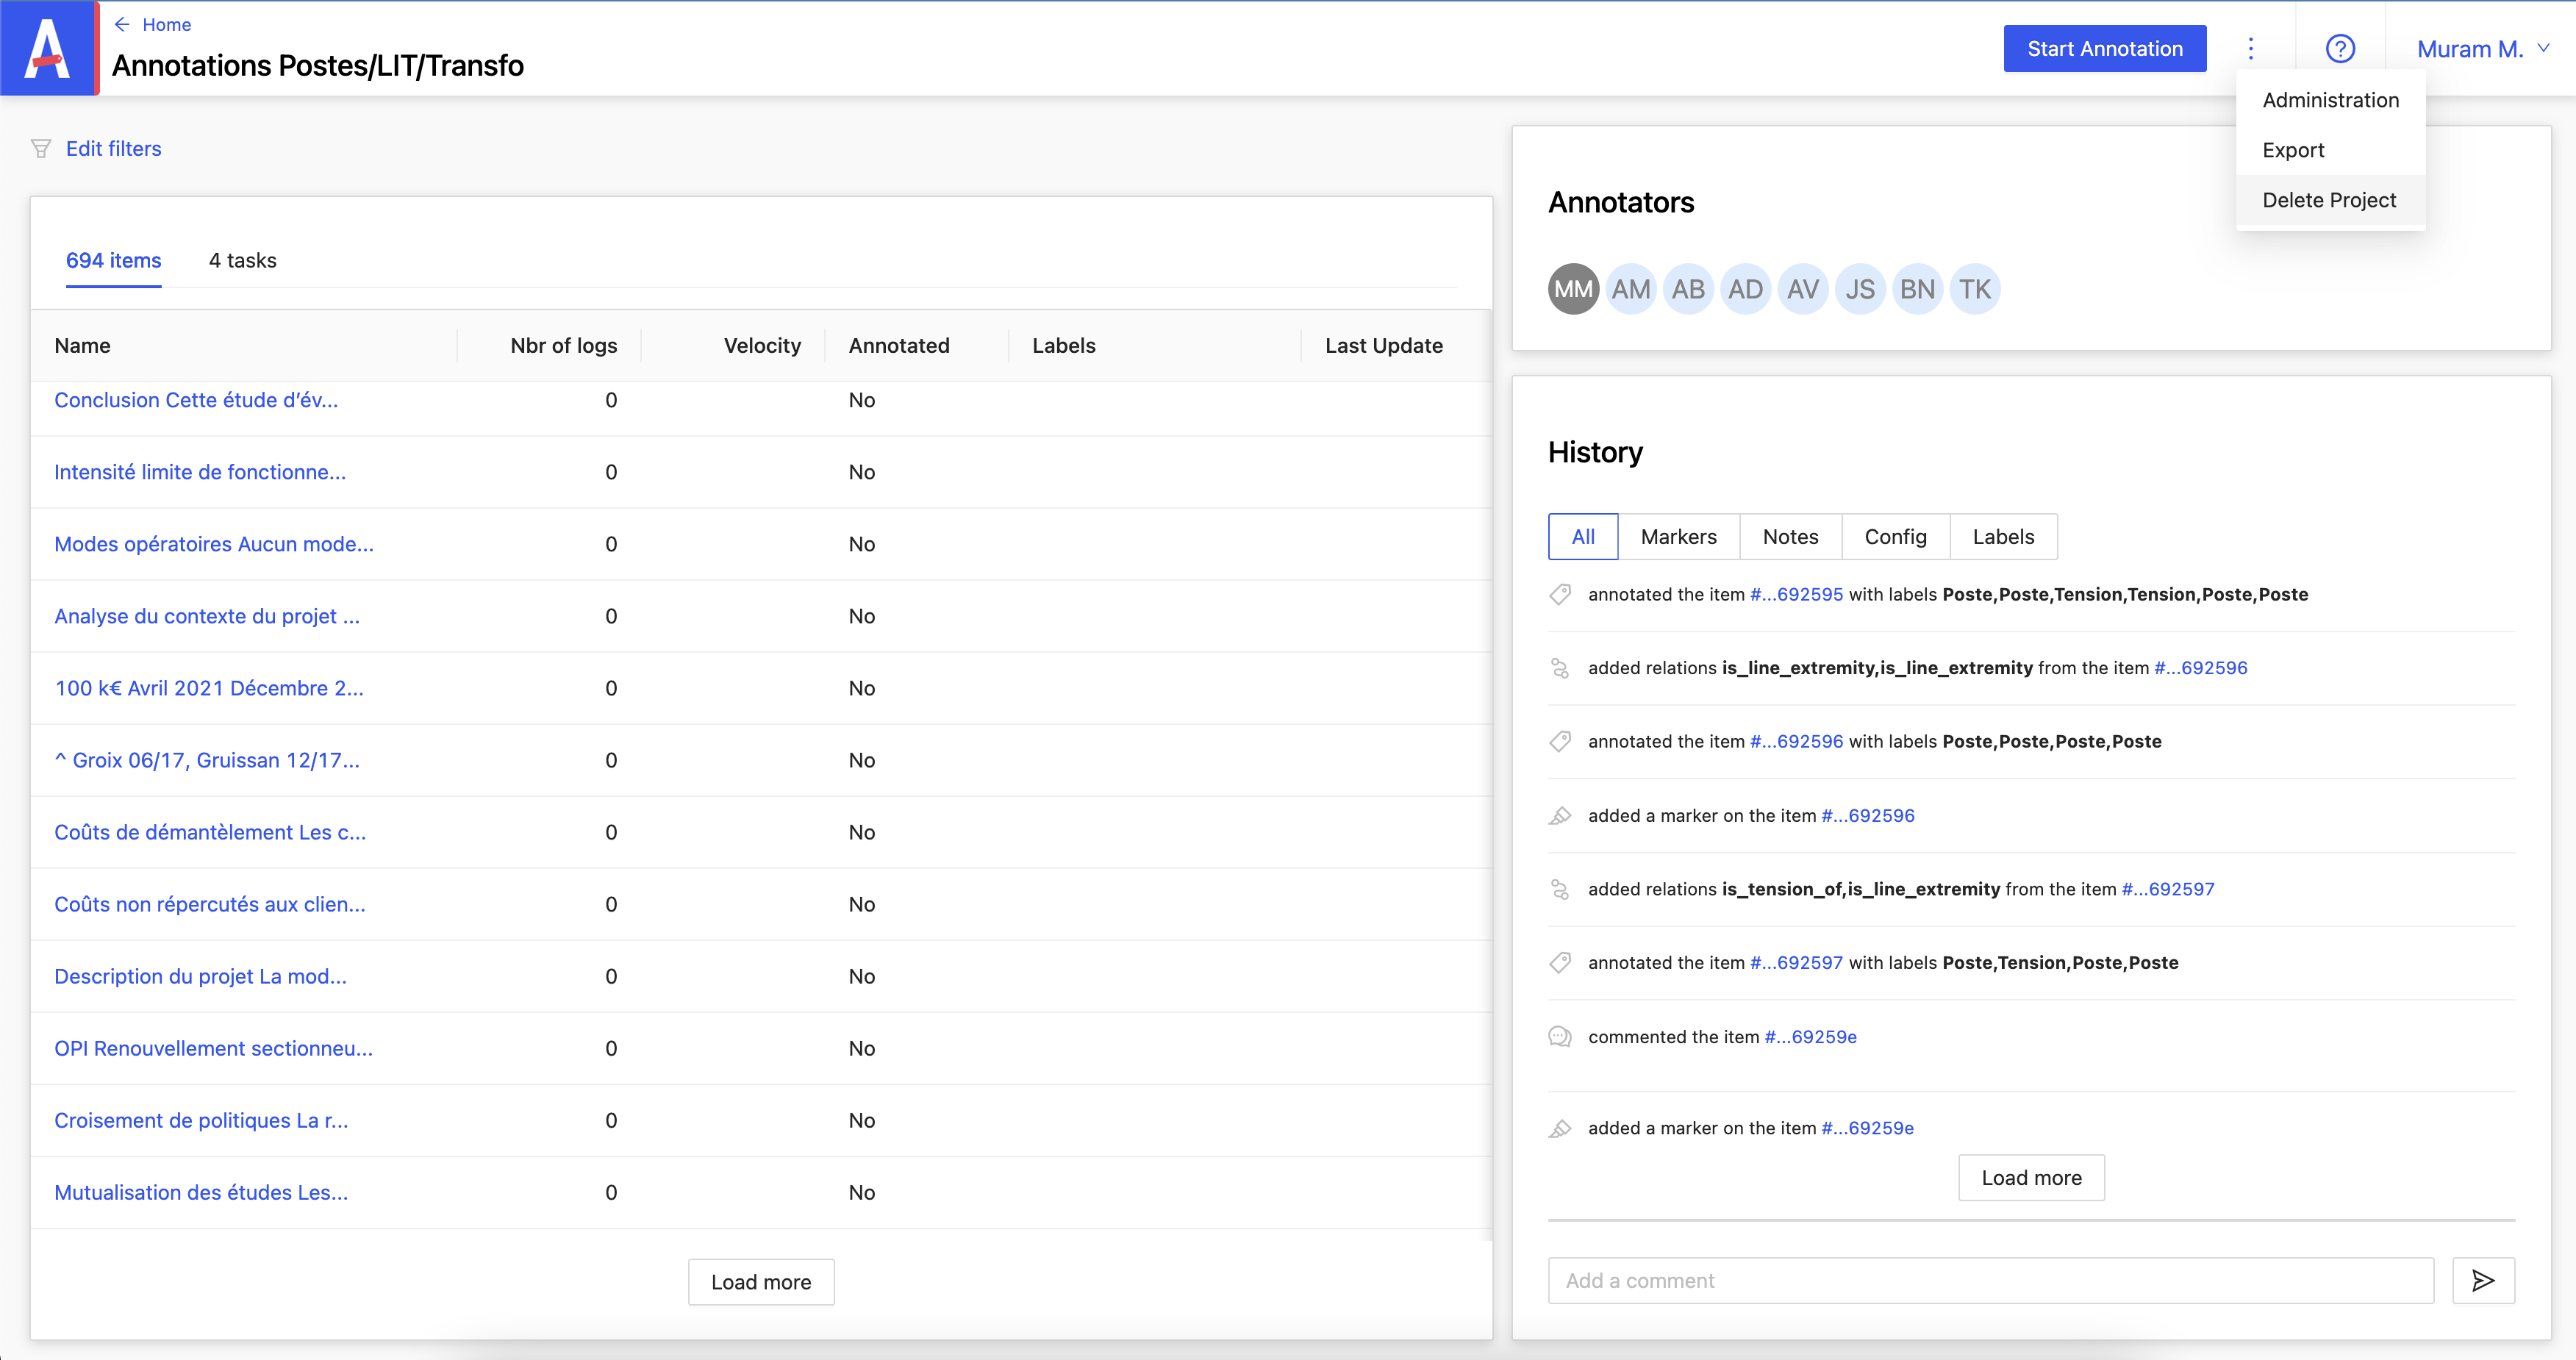 Home
Annotations Postes/LIT/Transfo
Start Annotation
Muram M.
Administration
Export
Delete Project
Edit filters
694 items
4 tasks
Name Nbr of logs Velocity Annotated Labels Last Update
Conclusion Cette étude d’év... 0 No
Intensité limite de fonctionne... 0 No
Modes opératoires Aucun mode... 0 No
Analyse du contexte du projet ... 0 No
100 k€ Avril 2021 Décembre 2... 0 No
^ Groix 06/17, Gruissan 12/17... 0 No
Coûts de démantèlement Les c... 0 No
Coûts non répercutés aux clien... 0 No
Description du projet La mod... 0 No
OPI Renouvellement sectionneu... 0 No
Croisement de politiques La r... 0 No
Mutualisation des études Les... 0 No
Load more
Annotators
MM AM AB AD AV JS BN TK
History
All Markers Notes Config Labels
annotated the item #...692595 with labels Poste,Poste,Tension,Tension,Poste,Poste
added relations is_line_extremity,is_line_extremity from the item #...692596
annotated the item #...692596 with labels Poste,Poste,Poste,Poste
added a marker on the item #...692596
added relations is_tension_of,is_line_extremity from the item #...692597
annotated the item #...692597 with labels Poste,Tension,Poste,Poste
commented the item #...69259e
added a marker on the item #...69259e
Load more
Add a comment